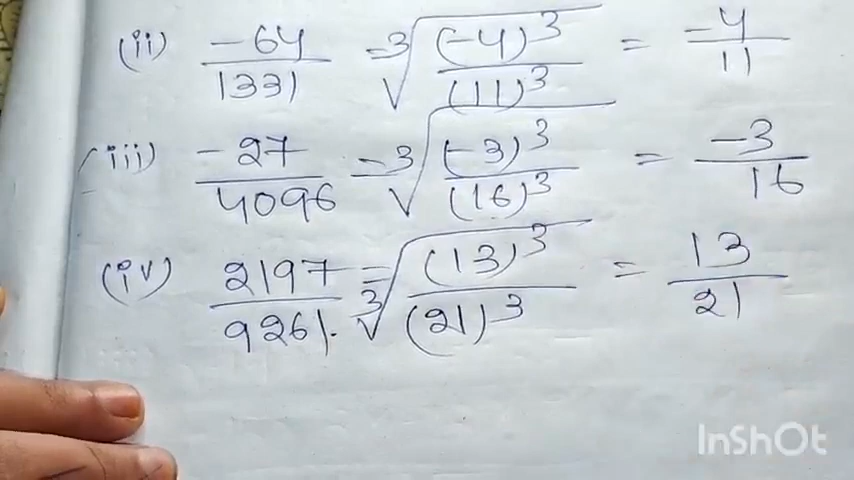 (ii) -64/1331 = ∛((-4)^3/(11)^3) = -4/11
(iii) -27/4096 = ∛((-3)^3/(16)^3) = -3/16
(iv) 2197/9261. = ∛((13)^3/(21)^3) = 13/21
InShOt